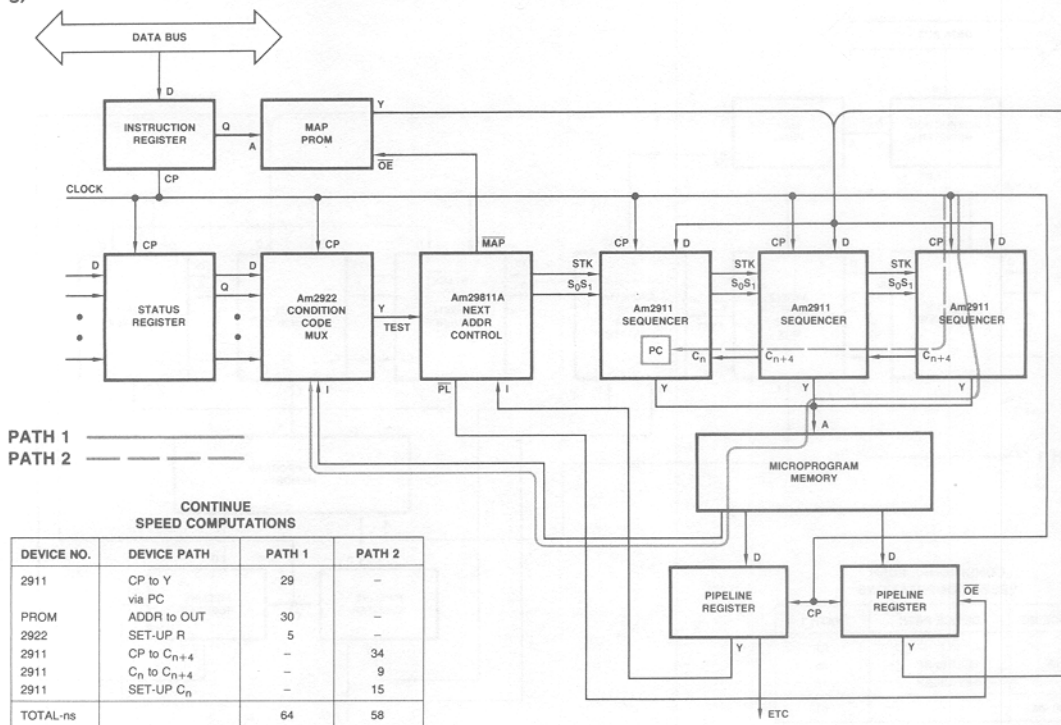 DATA BUS
D
Y
INSTRUCTION
REGISTER
Q
A
MAP
PROM
OE
CP
CLOCK
CP
CP
MAP
CP
D
CP
D
CP
D
D
Q
STATUS
REGISTER
D
Am2922
CONDITION
CODE
MUX
Y
TEST
Am29811A
NEXT
ADDR
CONTROL
STK
S0S1
Am2911
SEQUENCER
PC
Cn
STK
S0S1
Am2911
SEQUENCER
Cn+4
STK
S0S1
Am2911
SEQUENCER
Cn+4
I
PL
I
Y
Y
Y
A
PATH 1
PATH 2
MICROPROGRAM
MEMORY
CONTINUE
SPEED COMPUTATIONS
DEVICE NO. DEVICE PATH PATH 1 PATH 2
2911 CP to Y 29 –
via PC
PROM ADDR to OUT 30 –
2922 SET-UP R 5 –
2911 CP to Cn+4 – 34
2911 Cn to Cn+4 – 9
2911 SET-UP Cn – 15
TOTAL-ns 64 58
D
D
PIPELINE
REGISTER
CP
PIPELINE
REGISTER
OE
Y
Y
ETC